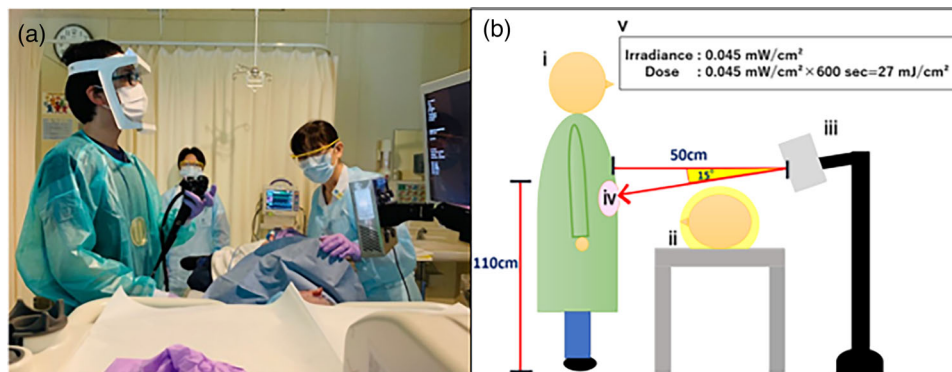 (a)
(b)
v
Irradiance : 0.045 mW/cm²
Dose : 0.045 mW/cm²×600 sec=27 mJ/cm²
i
iii
50cm
15°
iv
ii
110cm